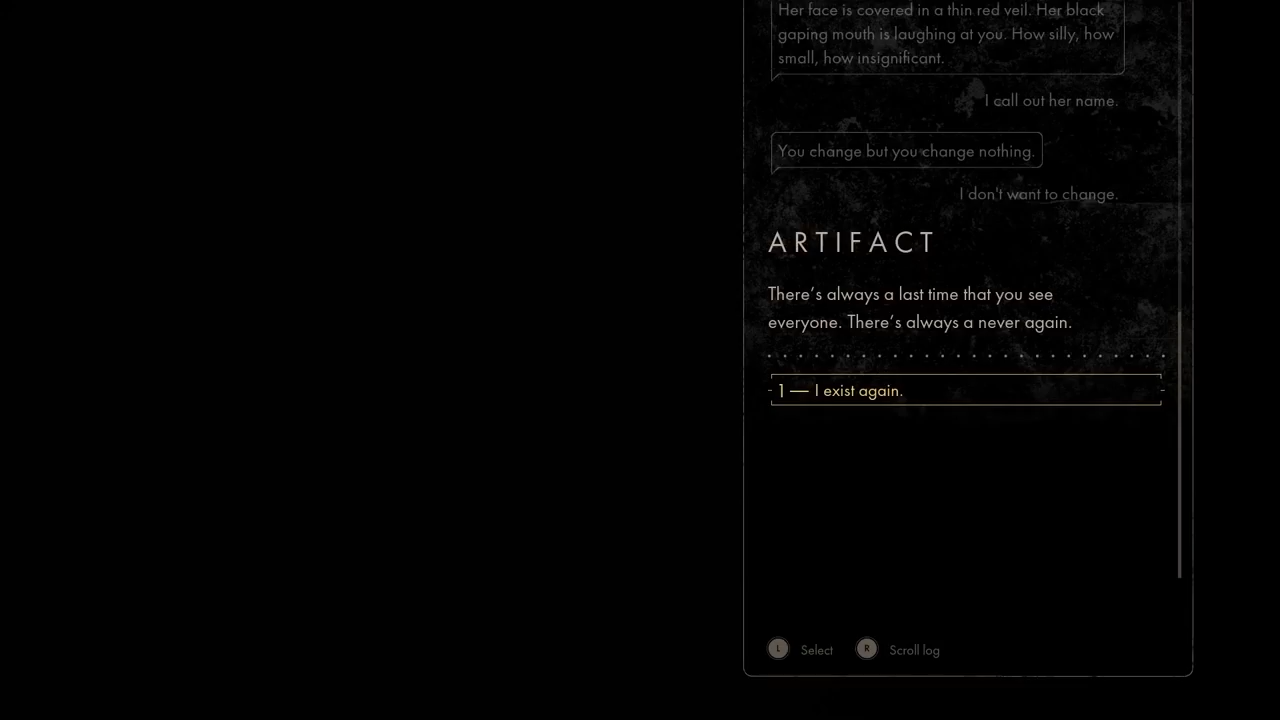 Her face is covered in a thin red veil. Her black
gaping mouth is laughing at you. How silly, how
small, how insignificant.
I call out her name.
You change but you change nothing.
I don't want to change.
ARTIFACT
There’s always a last time that you see
everyone. There’s always a never again.
1 — I exist again.
L Select R Scroll log